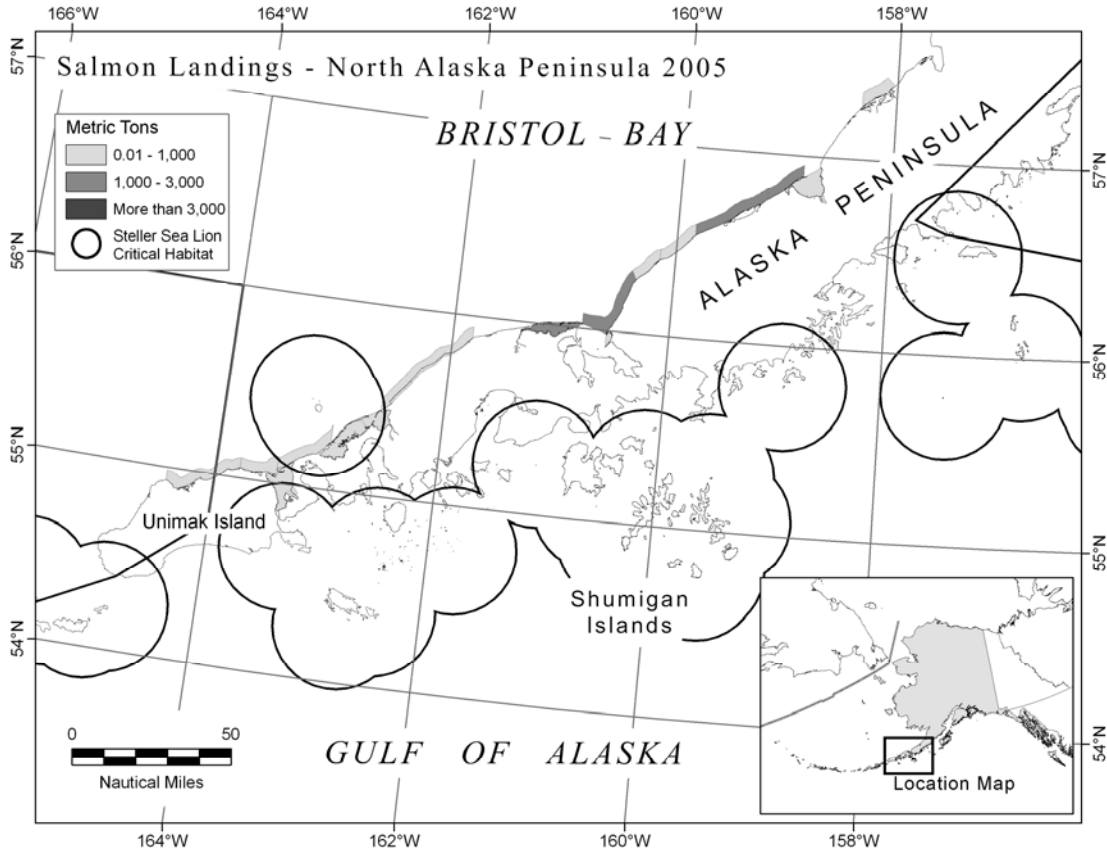 166°W 164°W 162°W 160°W 158°W
57°N
Salmon Landings - North Alaska Peninsula 2005
Metric Tons
0.01 - 1,000
1,000 - 3,000
More than 3,000
Steller Sea Lion
Critical Habitat
BRISTOL BAY
ALASKA PENINSULA
57°N
56°N
56°N
55°N
Unimak Island
55°N
Shumigan
Islands
54°N
0 50
Nautical Miles
GULF OF ALASKA
54°N
Location Map
164°W 162°W 160°W 158°W